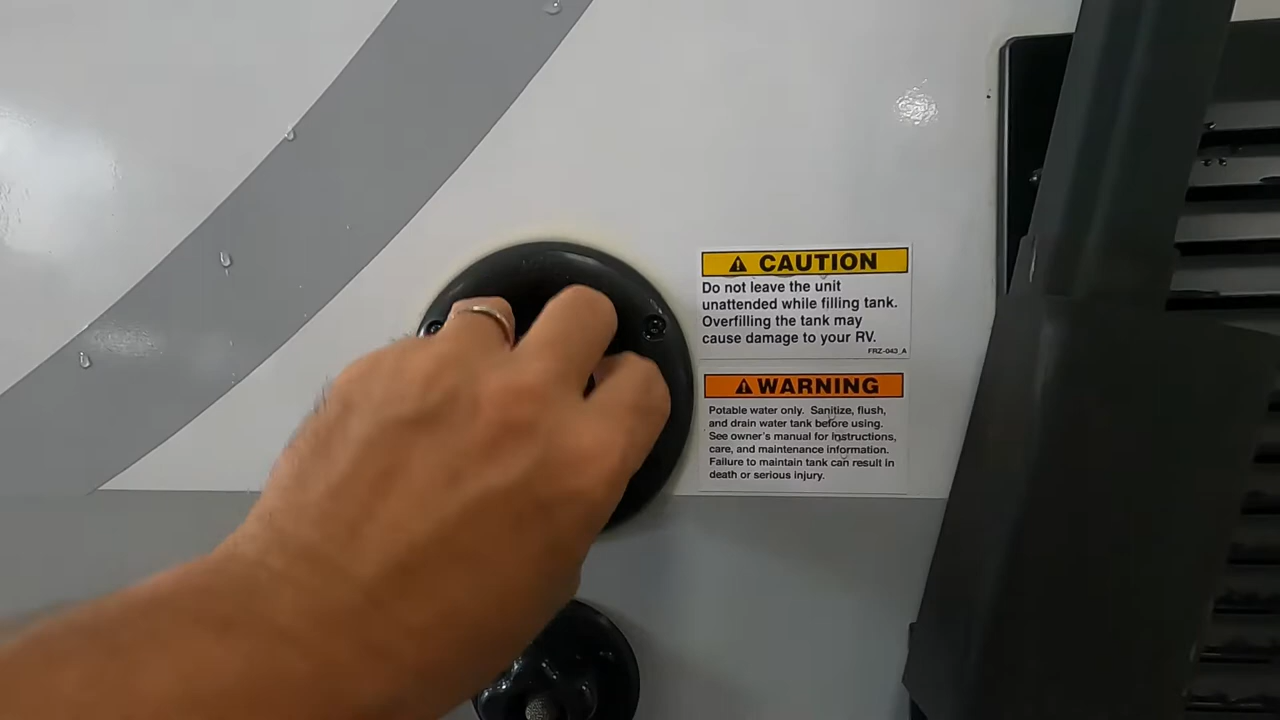 CAUTION
Do not leave the unit
unattended while filling tank.
Overfilling the tank may
cause damage to your RV.
FRZ-043_A
WARNING
Potable water only. Sanitize, flush,
and drain water tank before using.
See owner's manual for instructions,
care, and maintenance information.
Failure to maintain tank can result in
death or serious injury.